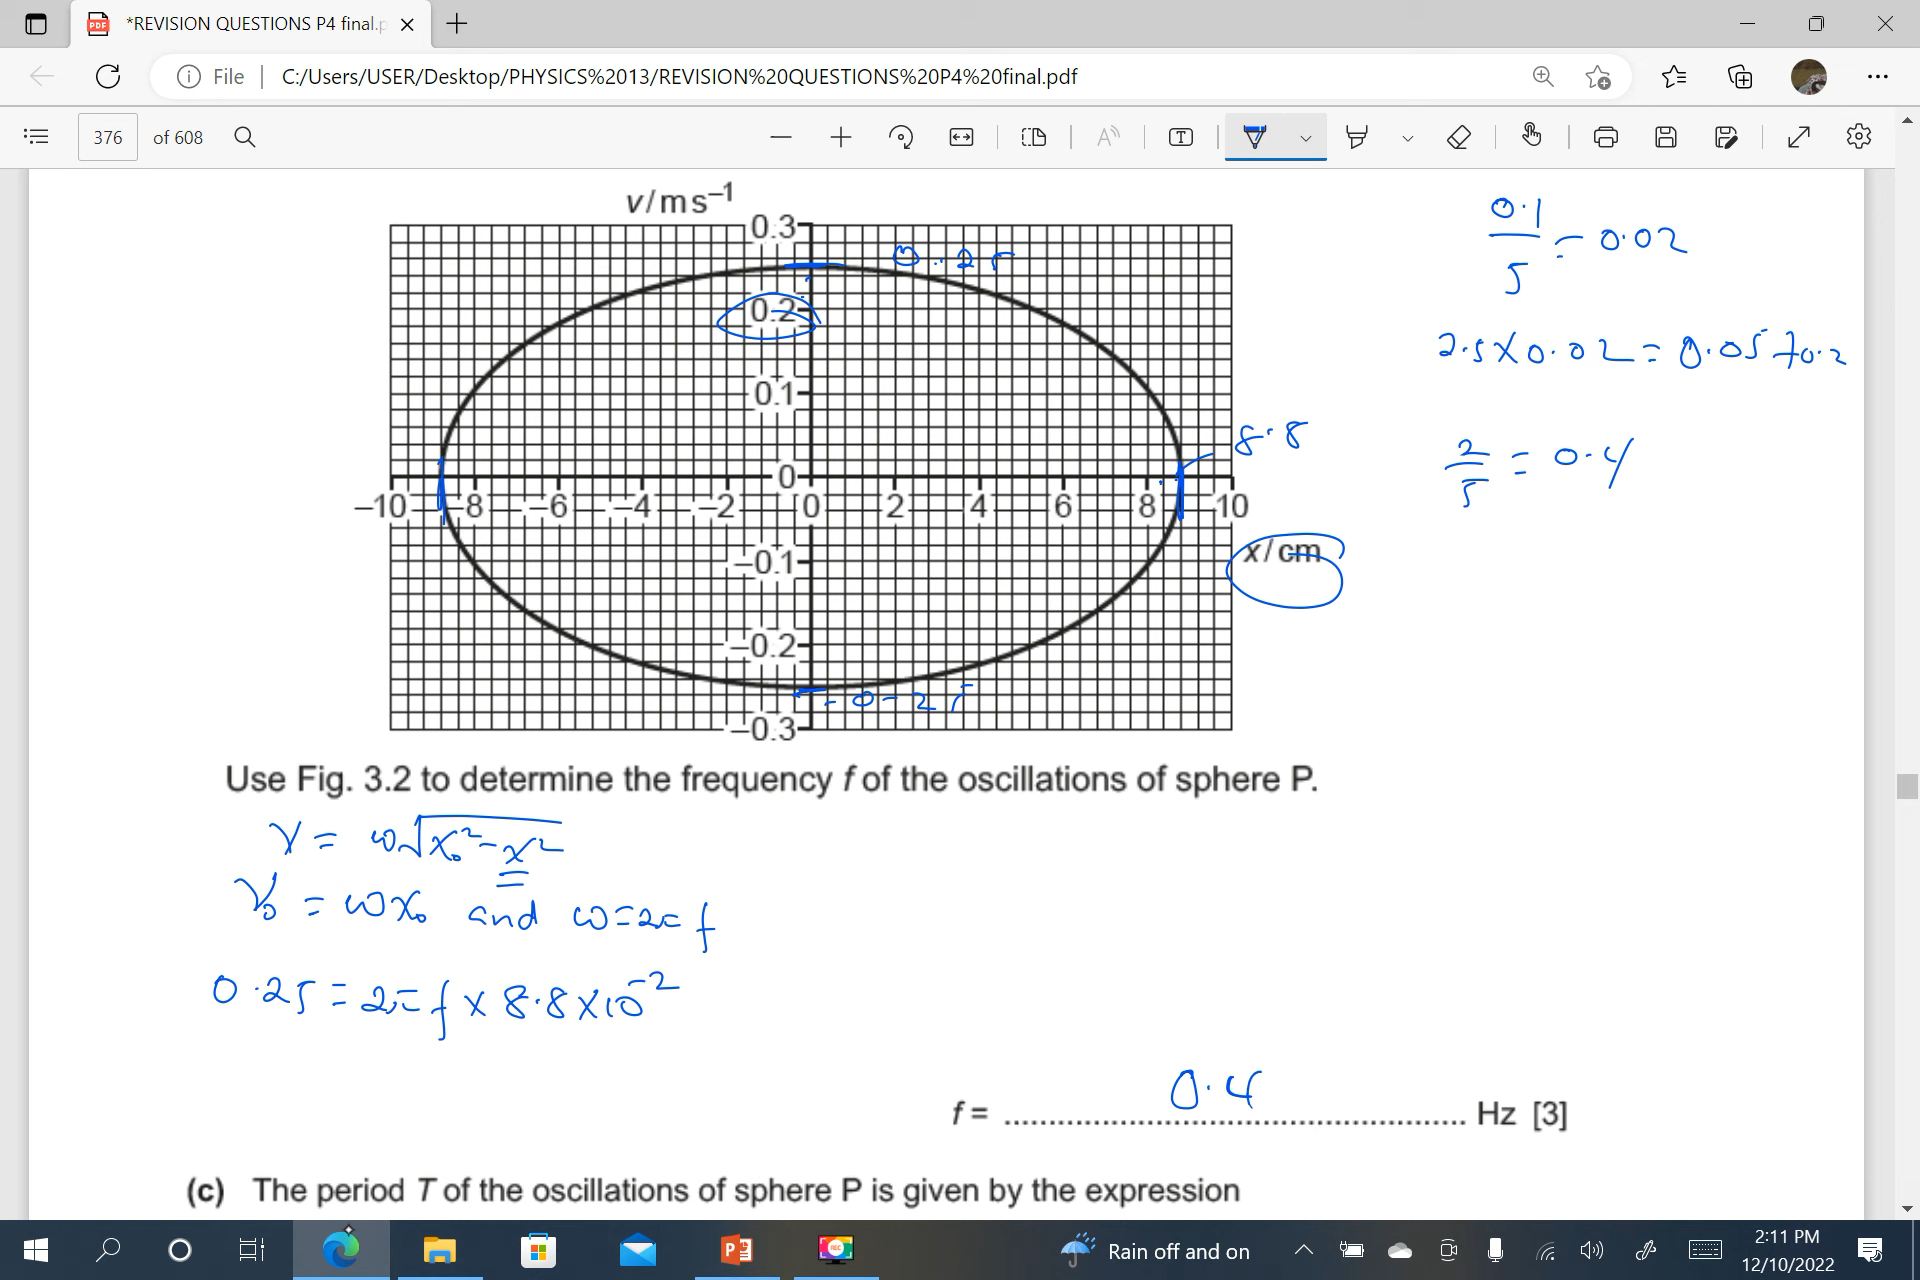 *REVISION QUESTIONS P4 final.p
File
C:/Users/USER/Desktop/PHYSICS%2013/REVISION%20QUESTIONS%20P4%20final.pdf
376 of 608
v/ms⁻¹
0.3
0.25
0.2
0.1
0
−10 −8 −6 −4 −2 0 2 4 6 8 10
8.8
x/cm
−0.1
−0.2
−0.25
−0.3
0.1/5 = 0.02
2.5 × 0.02 = 0.05 + 0.2
2/5 = 0.4
Use Fig. 3.2 to determine the frequency f of the oscillations of sphere P.
v = ω√(x₀² − x²)
v₀ = ωx₀ and ω = 2πf
0.25 = 2πf × 8.8 × 10⁻²
0.4
f = .................................................. Hz [3]
(c) The period T of the oscillations of sphere P is given by the expression
Rain off and on
2:11 PM
12/10/2022